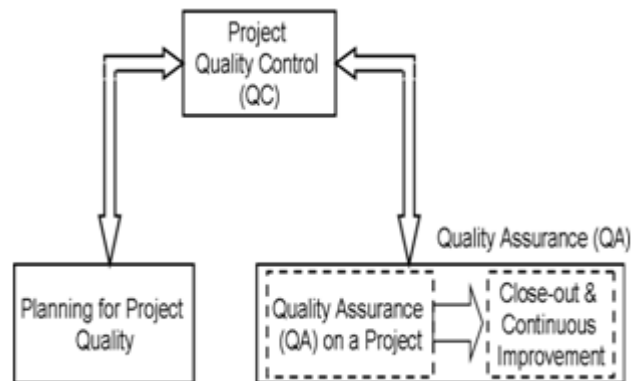 Project
Quality Control
(QC)
Quality Assurance (QA)
Planning for Project
Quality
Quality Assurance
(QA) on a Project
Close-out &
Continuous
Improvement